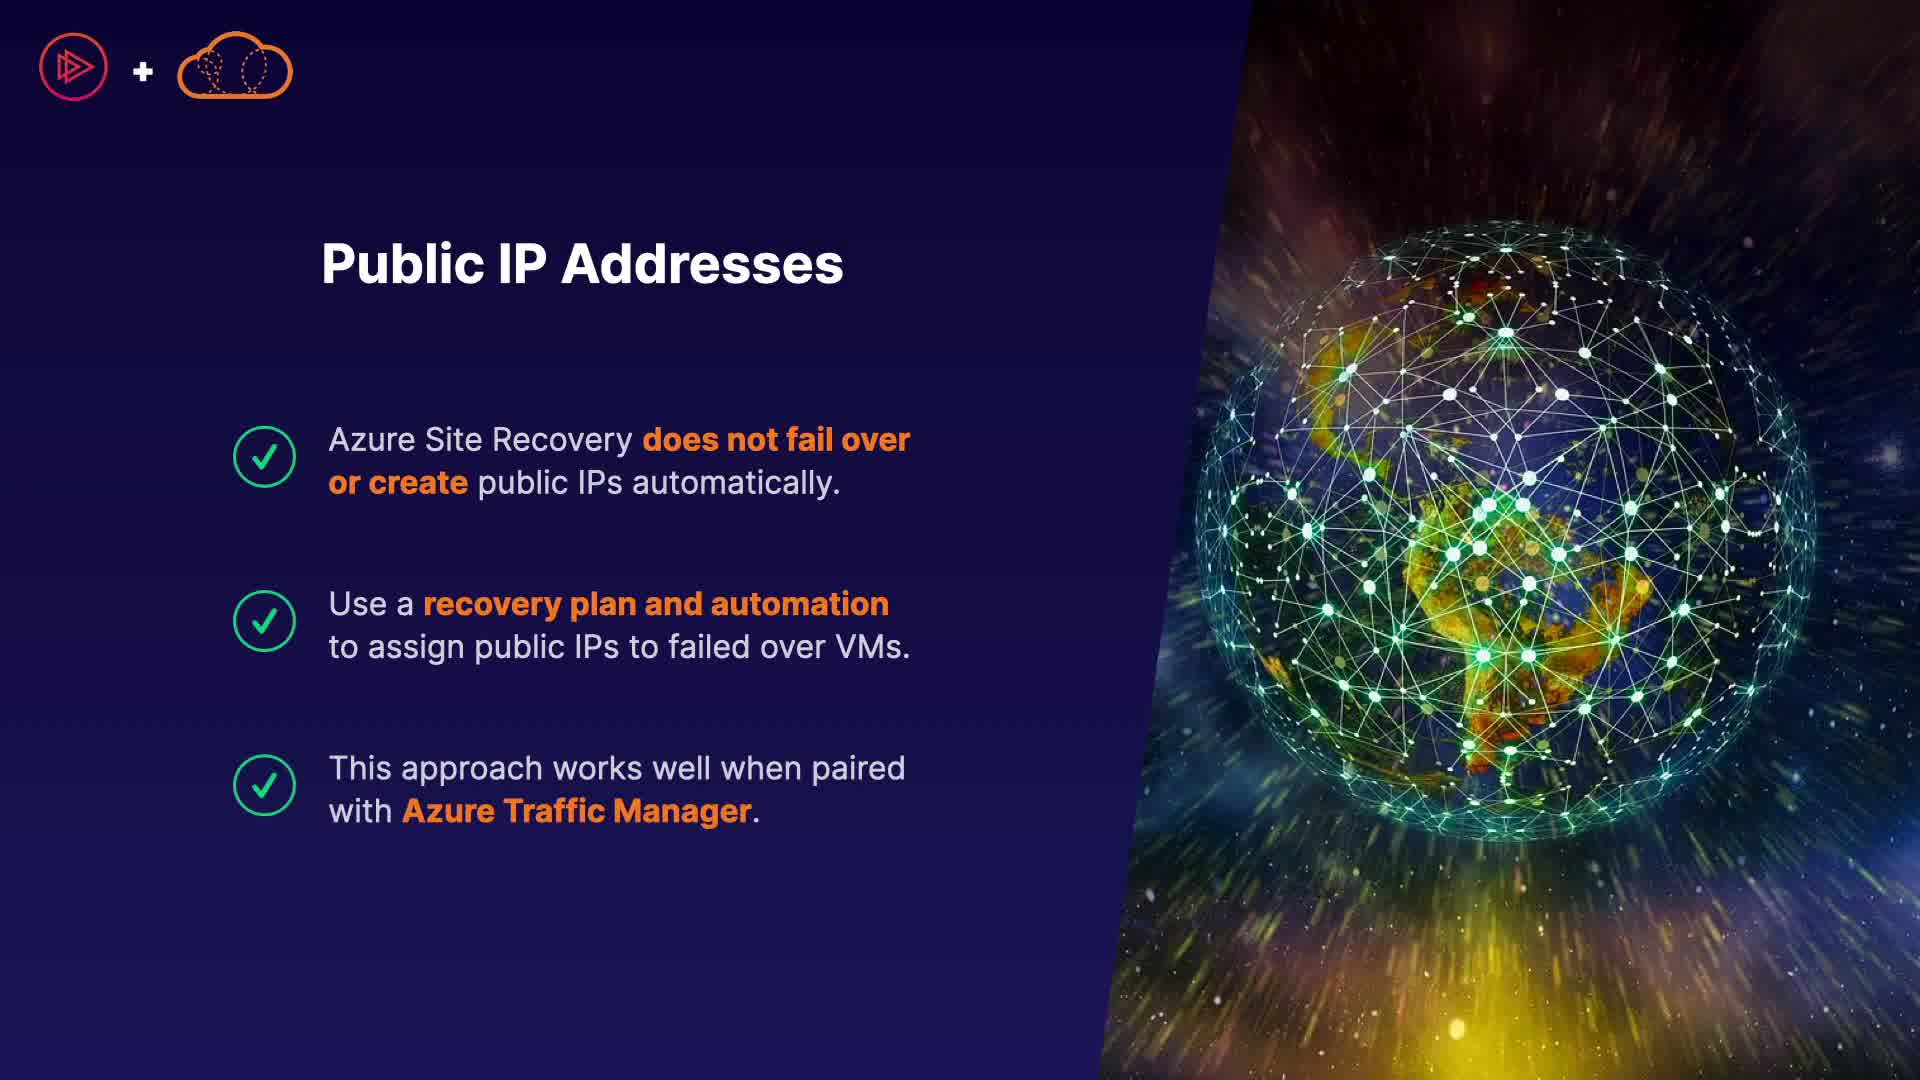 Public IP Addresses
Azure Site Recovery does not fail over
or create public IPs automatically.
Use a recovery plan and automation
to assign public IPs to failed over VMs.
This approach works well when paired
with Azure Traffic Manager.